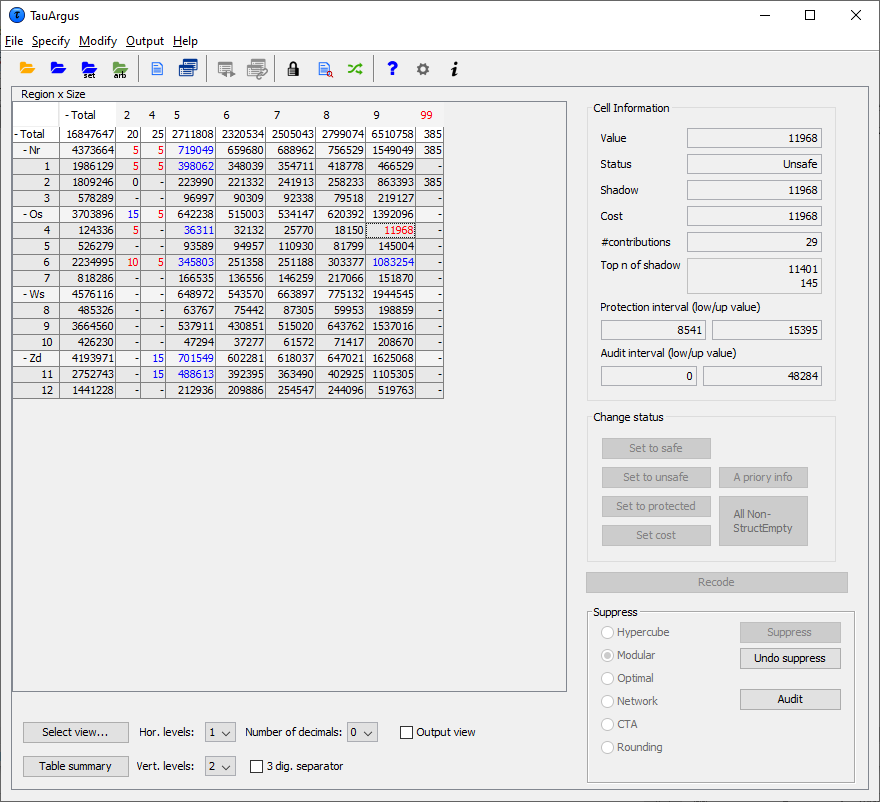 TauArgus
File Specify Modify Output Help
set arb
Region x Size
- Total 2 4 5 6 7 8 9 99
- Total 16847647 20 25 2711808 2320534 2505043 2799074 6510758 385
- Nr 4373664 5 5 719049 659680 688962 756529 1549049 385
1 1986129 5 5 398062 348039 354711 418778 466529 -
2 1809246 0 - 223990 221332 241913 258233 863393 385
3 578289 - - 96997 90309 92338 79518 219127 -
- Os 3703896 15 5 642238 515003 534147 620392 1392096 -
4 124336 5 - 36311 32132 25770 18150 11968 -
5 526279 - - 93589 94957 110930 81799 145004 -
6 2234995 10 5 345803 251358 251188 303377 1083254 -
7 818286 - - 166535 136556 146259 217066 151870 -
- Ws 4576116 - - 648972 543570 663897 775132 1944545 -
8 485326 - - 63767 75442 87305 59953 198859 -
9 3664560 - - 537911 430851 515020 643762 1537016 -
10 426230 - - 47294 37277 61572 71417 208670 -
- Zd 4193971 - 15 701549 602281 618037 647021 1625068 -
11 2752743 - 15 488613 392395 363490 402925 1105305 -
12 1441228 - - 212936 209886 254547 244096 519763 -
Cell Information
Value 11968
Status Unsafe
Shadow 11968
Cost 11968
#contributions 29
Top n of shadow 11401
145
Protection interval (low/up value)
8541 15395
Audit interval (low/up value)
0 48284
Change status
Set to safe
Set to unsafe A priory info
Set to protected All Non-
StructEmpty
Set cost
Recode
Suppress
Hypercube Suppress
Modular Undo suppress
Optimal
Network Audit
CTA
Rounding
Select view... Hor. levels: 1 Number of decimals: 0 Output view
Table summary Vert. levels: 2 3 dig. separator